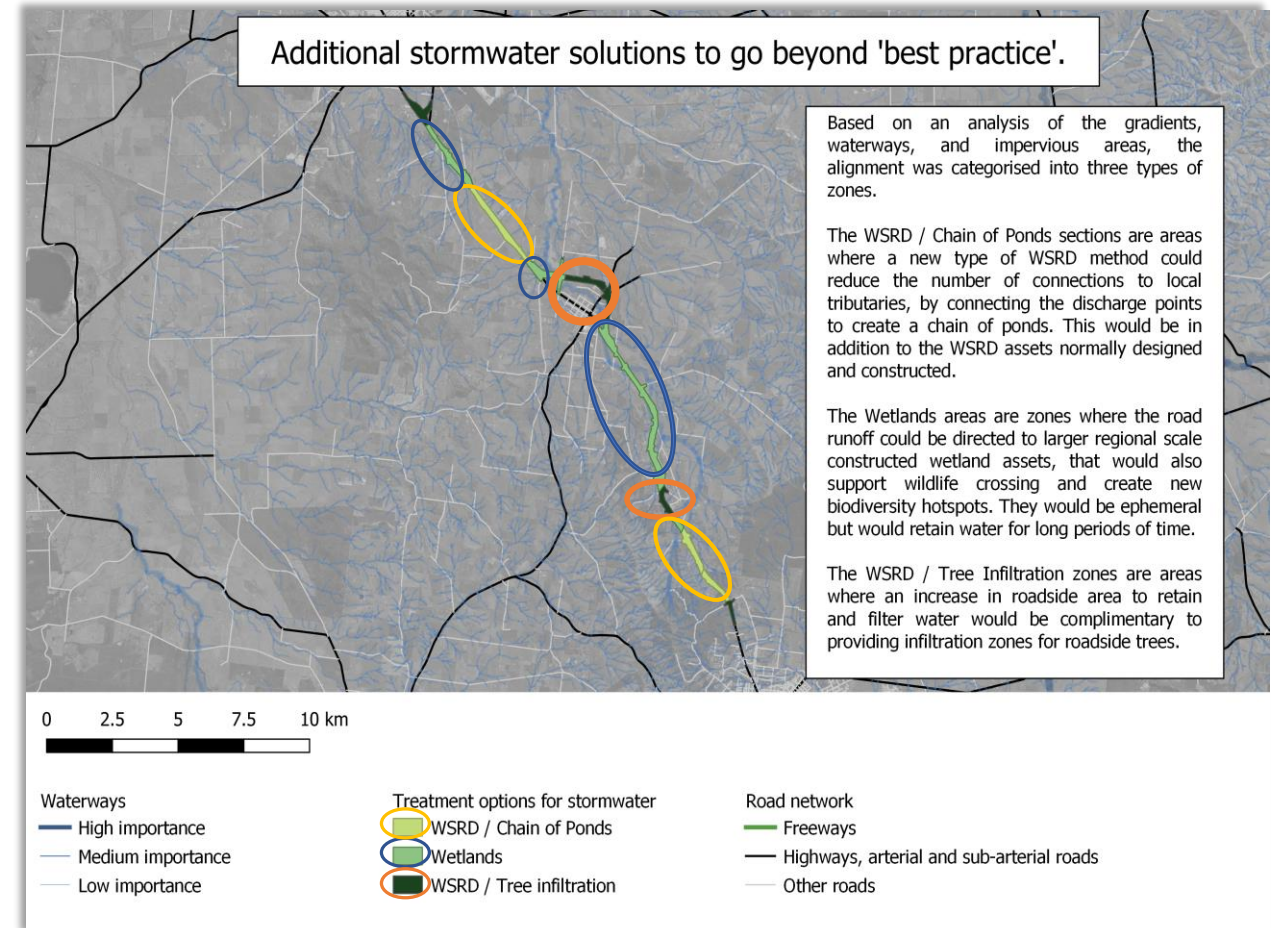 Additional stormwater solutions to go beyond 'best practice'.
Based on an analysis of the gradients,
waterways, and impervious areas, the
alignment was categorised into three types of
zones.
The WSRD / Chain of Ponds sections are areas
where a new type of WSRD method could
reduce the number of connections to local
tributaries, by connecting the discharge points
to create a chain of ponds. This would be in
addition to the WSRD assets normally designed
and constructed.
The Wetlands areas are zones where the road
runoff could be directed to larger regional scale
constructed wetland assets, that would also
support wildlife crossing and create new
biodiversity hotspots. They would be ephemeral
but would retain water for long periods of time.
The WSRD / Tree Infiltration zones are areas
where an increase in roadside area to retain
and filter water would be complimentary to
providing infiltration zones for roadside trees.
0 2.5 5 7.5 10 km
Waterways
High importance
Medium importance
Low importance
Treatment options for stormwater
WSRD / Chain of Ponds
Wetlands
WSRD / Tree infiltration
Road network
Freeways
Highways, arterial and sub-arterial roads
Other roads